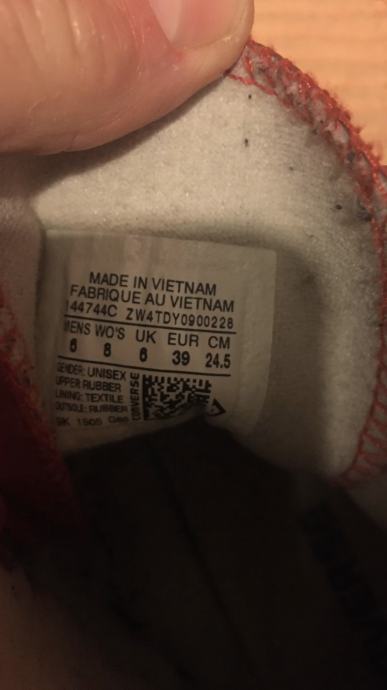 MADE IN VIETNAM
FABRIQUE AU VIETNAM
144744C ZW4TDY0900228
MENS WO'S UK EUR CM
6 8 6 39 24.5
GENDER: UNISEX
UPPER: RUBBER
LINING: TEXTILE
OUTSOLE: RUBBER
CONVERSE
1505